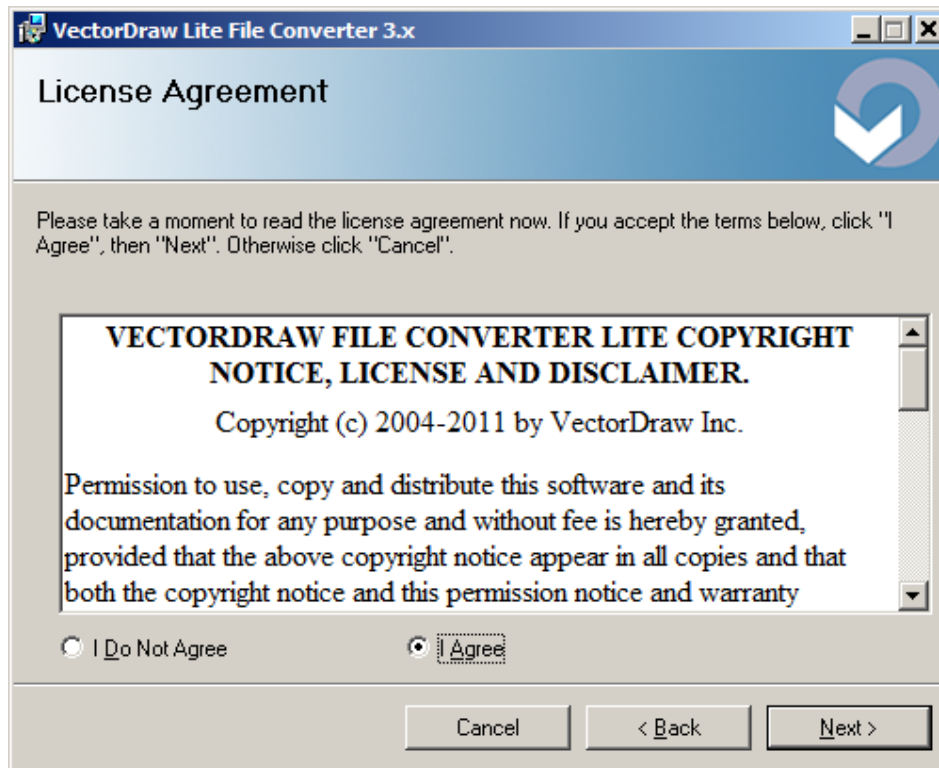 VectorDraw Lite File Converter 3.x
License Agreement
Please take a moment to read the license agreement now. If you accept the terms below, click "I
Agree", then "Next". Otherwise click "Cancel".
VECTORDRAW FILE CONVERTER LITE COPYRIGHT
NOTICE, LICENSE AND DISCLAIMER.
Copyright (c) 2004-2011 by VectorDraw Inc.
Permission to use, copy and distribute this software and its
documentation for any purpose and without fee is hereby granted,
provided that the above copyright notice appear in all copies and that
both the copyright notice and this permission notice and warranty
I Do Not Agree
I Agree
Cancel
< Back
Next >